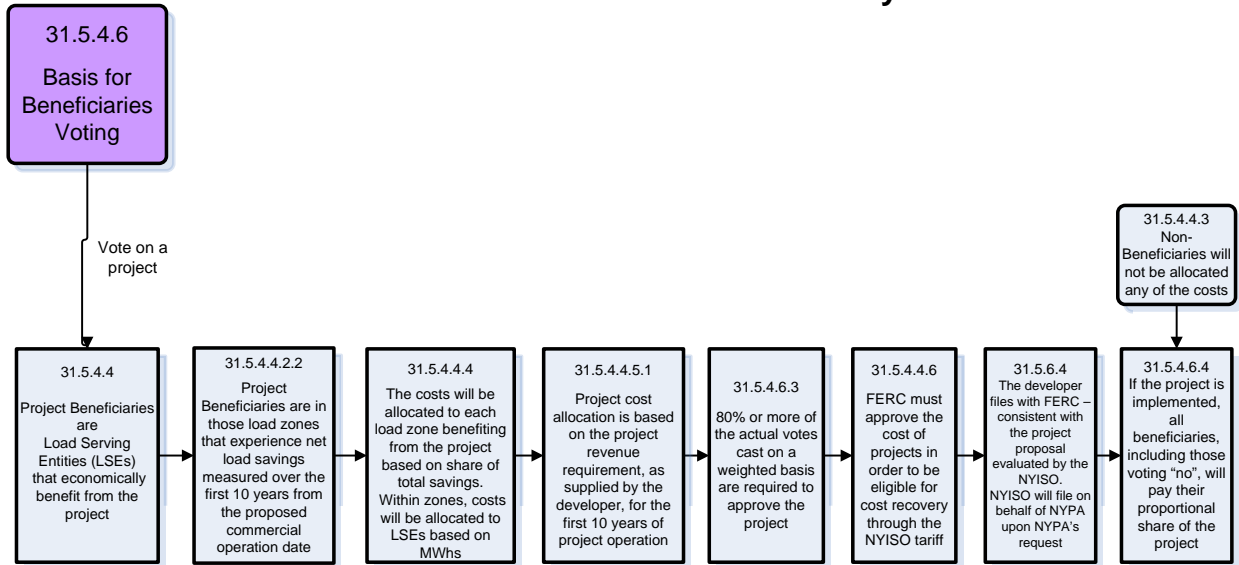 31.5.4.6
Basis for
Beneficiaries
Voting
Vote on a
project
31.5.4.4
Project Beneficiaries
are
Load Serving
Entities (LSEs)
that economically
benefit from the
project
31.5.4.4.2.2
Project
Beneficiaries are in
those load zones
that experience net
load savings
measured over the
first 10 years from
the proposed
commercial
operation date
31.5.4.4.4
The costs will be
allocated to each
load zone benefiting
from the project
based on share of
total savings.
Within zones, costs
will be allocated to
LSEs based on
MWhs
31.5.4.4.5.1
Project cost
allocation is based
on the project
revenue
requirement, as
supplied by the
developer, for the
first 10 years of
project operation
31.5.4.6.3
80% or more of
the actual votes
cast on a
weighted basis
are required to
approve the
project
31.5.4.4.6
FERC must
approve the
cost of
projects in
order to be
eligible for
cost recovery
through the
NYISO tariff
31.5.6.4
The developer
files with FERC –
consistent with
the project
proposal
evaluated by the
NYISO.
NYISO will file on
behalf of NYPA
upon NYPA's
request
31.5.4.4.3
Non-
Beneficiaries will
not be allocated
any of the costs
31.5.4.6.4
If the project is
implemented,
all
beneficiaries,
including those
voting “no”, will
pay their
proportional
share of the
project